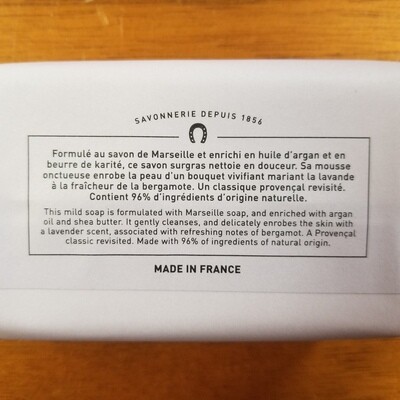 SAVONNERIE DEPUIS 1856
Formulé au savon de Marseille et enrichi en huile d'argan et en
beurre de karité, ce savon surgras nettoie en douceur. Sa mousse
onctueuse enrobe la peau d'un bouquet vivifiant mariant la lavande
à la fraîcheur de la bergamote. Un classique provençal revisité.
Contient 96% d'ingrédients d'origine naturelle.
This mild soap is formulated with Marseille soap, and enriched with argan
oil and shea butter. It gently cleanses, and delicately enrobes the skin with
a lavender scent, associated with refreshing notes of bergamot. A Provençal
classic revisited. Made with 96% of ingredients of natural origin.
MADE IN FRANCE